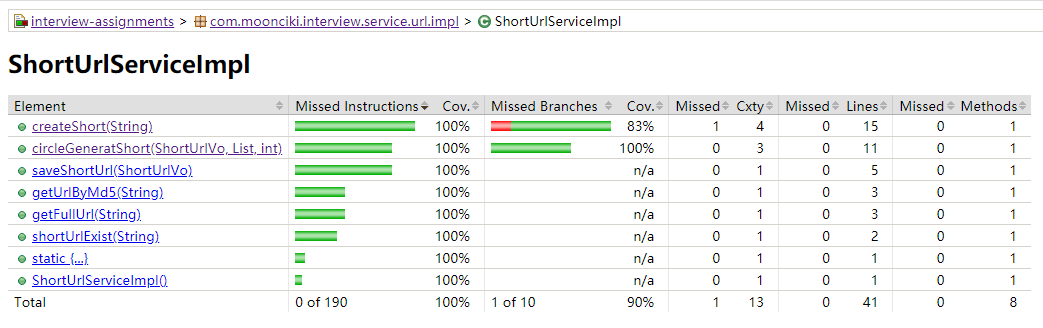 interview-assignments > com.moonciki.interview.service.url.impl > ShortUrlServiceImpl
ShortUrlServiceImpl
Element Missed Instructions Cov. Missed Branches Cov. Missed Cxty Missed Lines Missed Methods
createShort(String) 100% 83% 1 4 0 15 0 1
circleGeneratShort(ShortUrlVo, List, int) 100% 100% 0 3 0 11 0 1
saveShortUrl(ShortUrlVo) 100% n/a 0 1 0 5 0 1
getUrlByMd5(String) 100% n/a 0 1 0 3 0 1
getFullUrl(String) 100% n/a 0 1 0 3 0 1
shortUrlExist(String) 100% n/a 0 1 0 2 0 1
static {...} 100% n/a 0 1 0 1 0 1
ShortUrlServiceImpl() 100% n/a 0 1 0 1 0 1
Total 0 of 190 100% 1 of 10 90% 1 13 0 41 0 8